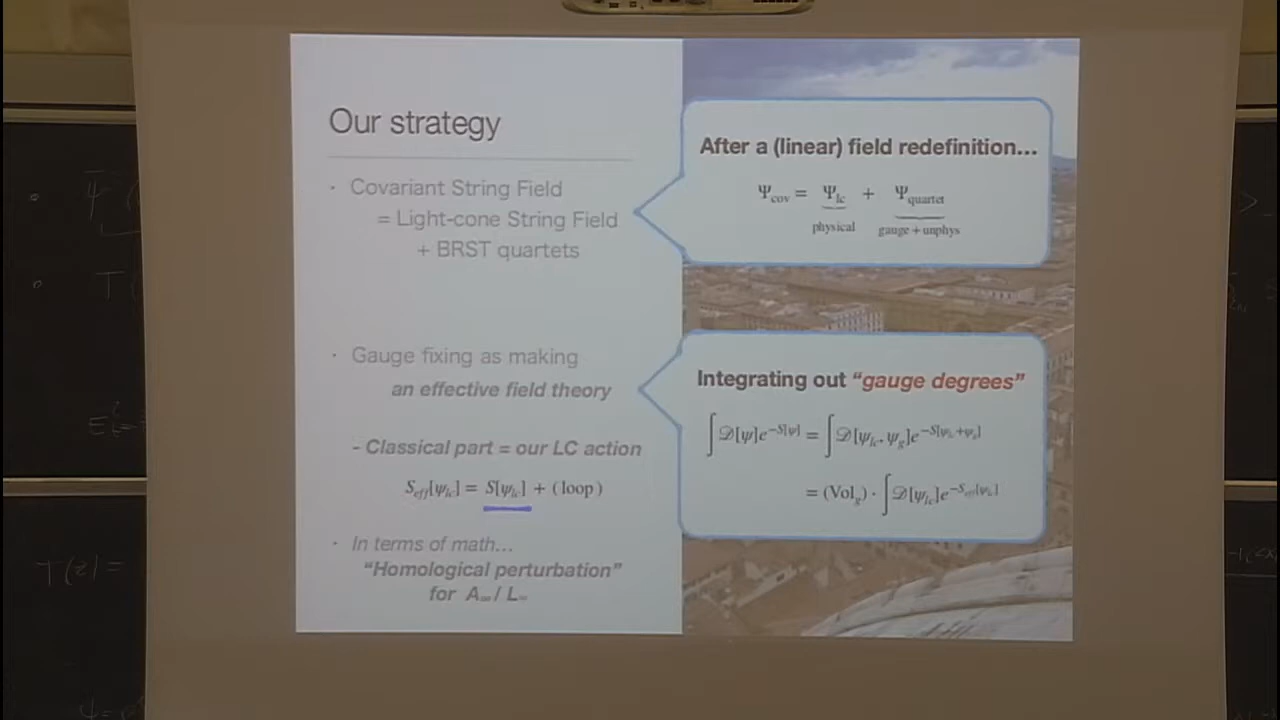 Our strategy
· Covariant String Field
= Light-cone String Field
+ BRST quartets
· Gauge fixing as making
an effective field theory
- Classical part = our LC action
S_eff[ψ_lc] = S[ψ_lc] + (loop)
· In terms of math...
“Homological perturbation”
for A∞ / L∞
After a (linear) field redefinition...
Ψ_cov = Ψ_lc + Ψ_quartet
physical gauge + unphys
Integrating out “gauge degrees”
∫ 𝒟[ψ]e^{-S[ψ]} = ∫ 𝒟[ψ_lc, ψ_g]e^{-S[ψ_lc+ψ_g]}
= (Vol_g) · ∫ 𝒟[ψ_lc]e^{-S_eff[ψ_lc]}
T(z) =